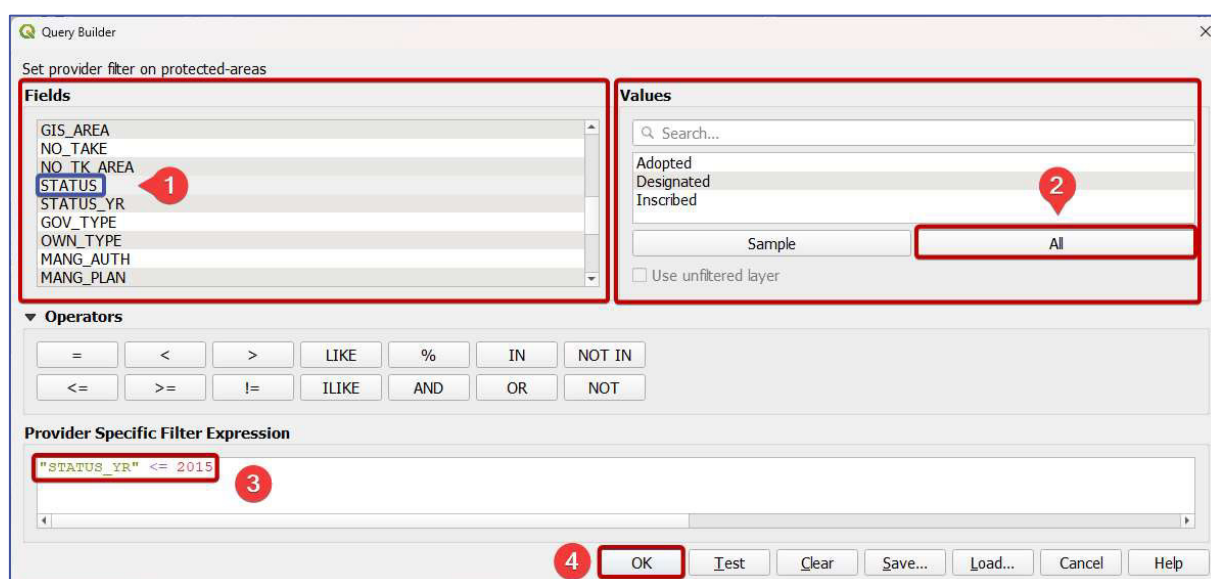 Query Builder
Set provider filter on protected-areas
Fields
GIS_AREA
NO_TAKE
NO_TK_AREA
STATUS
1
STATUS_YR
GOV_TYPE
OWN_TYPE
MANG_AUTH
MANG_PLAN
Values
Search...
Adopted
Designated
Inscribed
2
Sample All
Use unfiltered layer
Operators
= < > LIKE % IN NOT IN
<= >= != ILIKE AND OR NOT
Provider Specific Filter Expression
"STATUS_YR" <= 2015
3
4 OK Test Clear Save... Load... Cancel Help